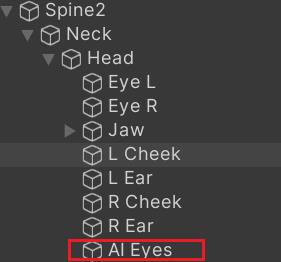 Spine2
Neck
Head
Eye L
Eye R
Jaw
L Cheek
L Ear
R Cheek
R Ear
AI Eyes